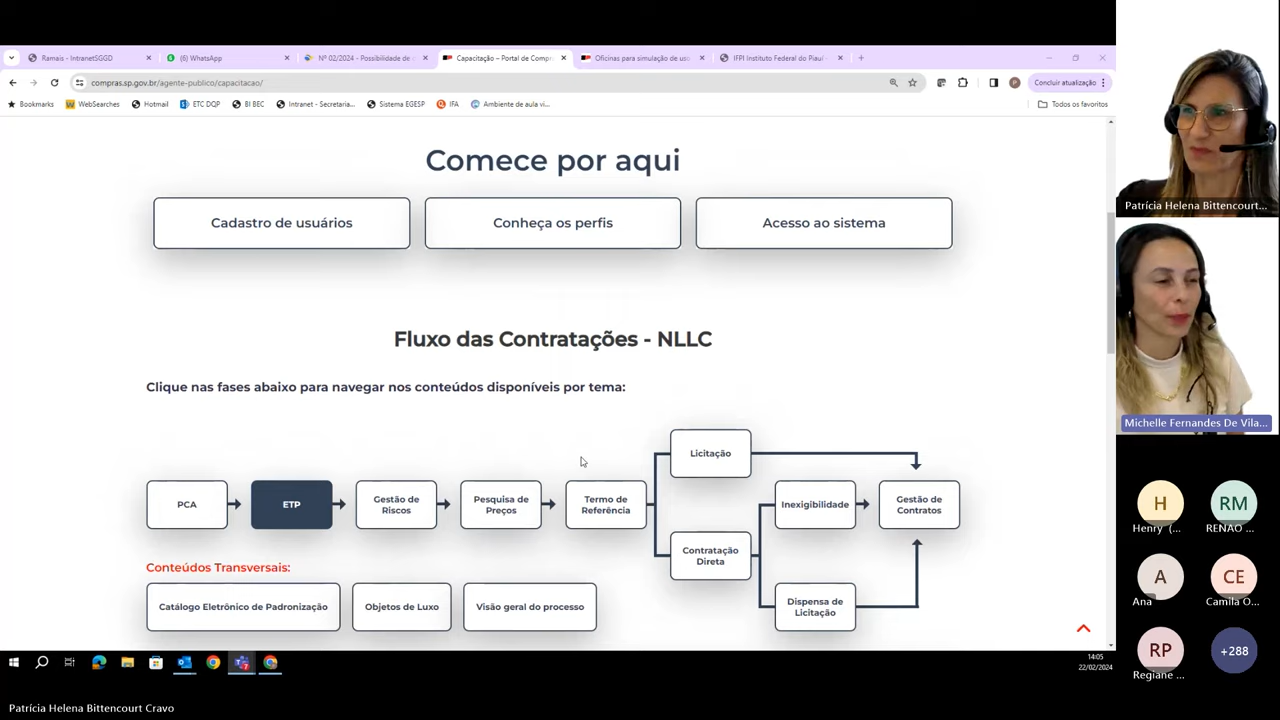 Ramais - IntranetSGGD
(6) WhatsApp
Nº 02/2024 - Possibilidade de c
Capacitação – Portal de Compr
Oficinas para simulação de uso
IFPI Instituto Federal do Piauí
compras.sp.gov.br/agente-publico/capacitacao/
Concluir atualização
Bookmarks
WebSearches
Hotmail
ETC DQP
BI BEC
Intranet - Secretaria...
Sistema EGESP
IFA
Ambiente de aula vi...
Todos os favoritos
Comece por aqui
Cadastro de usuários
Conheça os perfis
Acesso ao sistema
Fluxo das Contratações - NLLC
Clique nas fases abaixo para navegar nos conteúdos disponíveis por tema:
PCA
ETP
Gestão de
Riscos
Pesquisa de
Preços
Termo de
Referência
Licitação
Contratação
Direta
Inexigibilidade
Dispensa de
Licitação
Gestão de
Contratos
Conteúdos Transversais:
Catálogo Eletrônico de Padronização
Objetos de Luxo
Visão geral do processo
14:05
22/02/2024
Patrícia Helena Bittencourt Cravo
Patrícia Helena Bittencourt...
Michelle Fernandes De Vila...
H
Henry (...
RM
RENAO ...
A
Ana
CE
Camila O...
RP
Regiane ...
+288